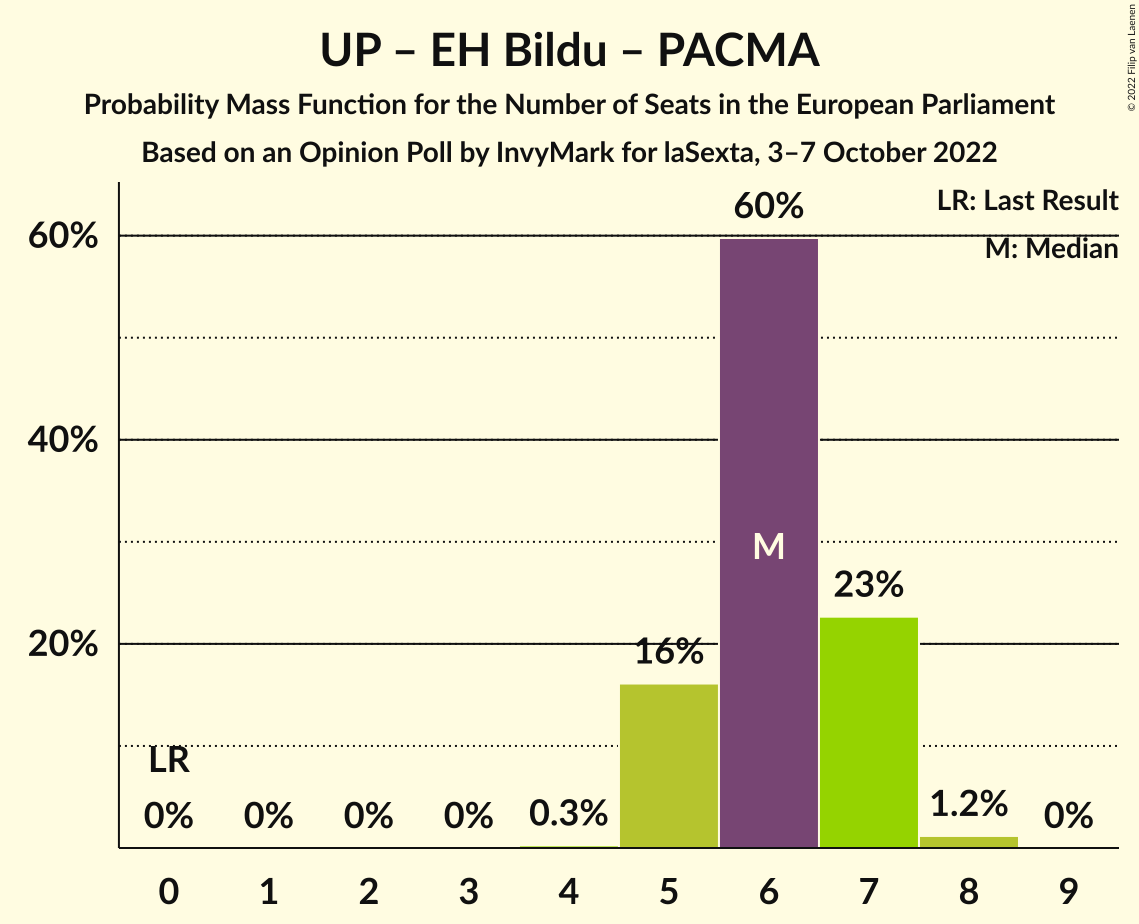 UP – EH Bildu – PACMA
Probability Mass Function for the Number of Seats in the European Parliament
Based on an Opinion Poll by InvyMark for laSexta, 3–7 October 2022
© 2022 Filip van Laenen
LR: Last Result
M: Median
60%
40%
20%
LR
0%
0%
0%
0%
0.3%
16%
60%
M
23%
1.2%
0%
0 1 2 3 4 5 6 7 8 9